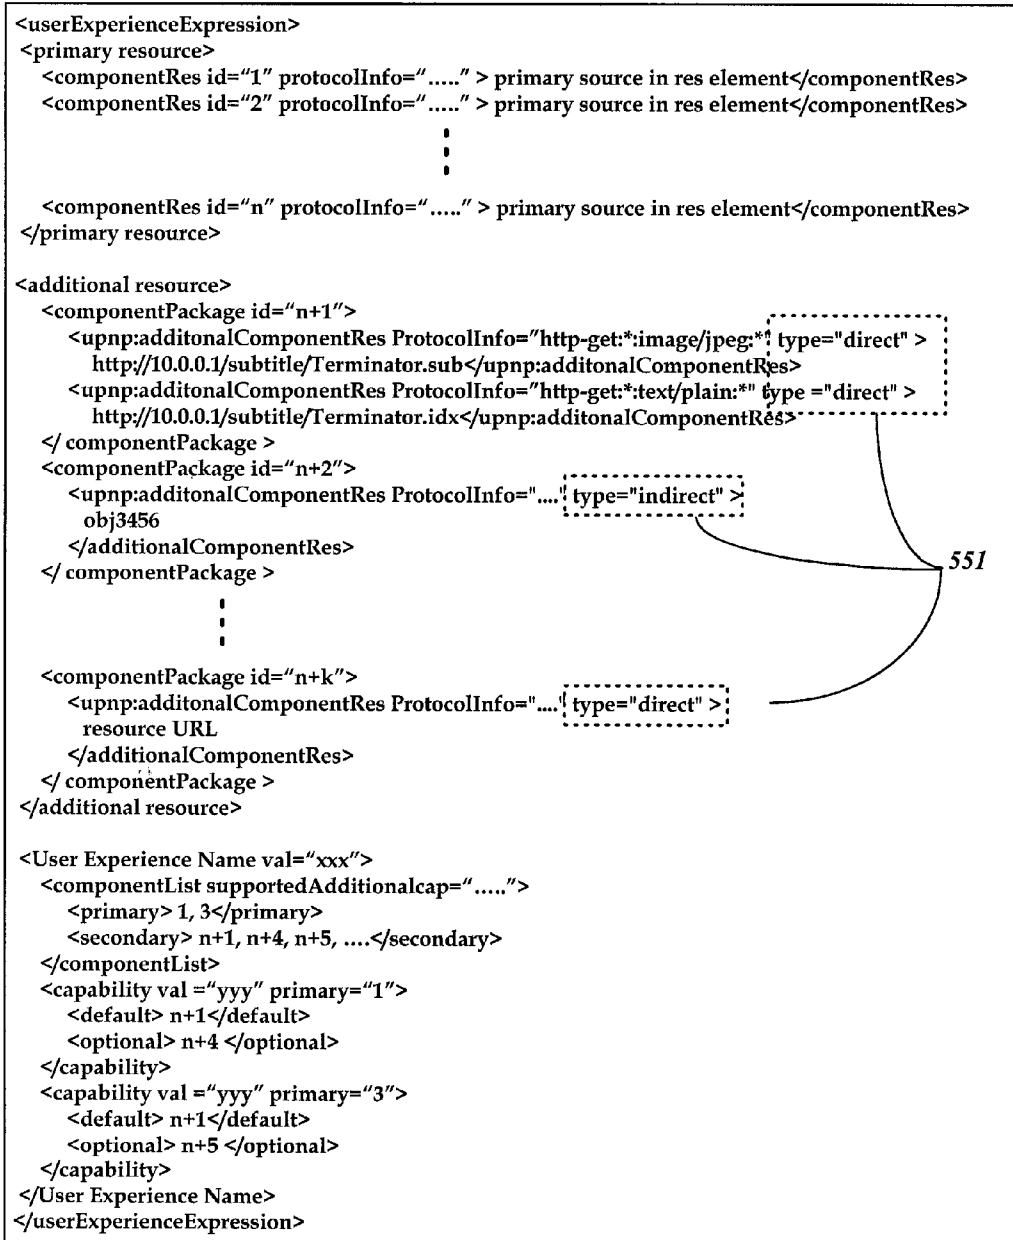 <userExperienceExpression>
<primary resource>
<componentRes id="1" protocolInfo="....." > primary source in res element</componentRes>
<componentRes id="2" protocolInfo="....." > primary source in res element</componentRes>
<componentRes id="n" protocolInfo="....." > primary source in res element</componentRes>
</primary resource>
<additional resource>
<componentPackage id="n+1">
<upnp:additonalComponentRes ProtocolInfo="http-get:*:image/jpeg:*" type="direct" >
http://10.0.0.1/subtitle/Terminator.sub</upnp:additonalComponentRes>
<upnp:additonalComponentRes ProtocolInfo="http-get:*:text/plain:*" type ="direct" >
http://10.0.0.1/subtitle/Terminator.idx</upnp:additonalComponentRes>
</ componentPackage >
<componentPackage id="n+2">
<upnp:additonalComponentRes ProtocolInfo="...." type="indirect" >
obj3456
</additionalComponentRes>
</ componentPackage >
551
<componentPackage id="n+k">
<upnp:additonalComponentRes ProtocolInfo="...." type="direct" >
resource URL
</additionalComponentRes>
</ componentPackage >
</additional resource>
<User Experience Name val="xxx">
<componentList supportedAdditionalcap=".....">
<primary> 1, 3</primary>
<secondary> n+1, n+4, n+5, ....</secondary>
</componentList>
<capability val ="yyy" primary="1">
<default> n+1</default>
<optional> n+4 </optional>
</capability>
<capability val ="yyy" primary="3">
<default> n+1</default>
<optional> n+5 </optional>
</capability>
</User Experience Name>
</userExperienceExpression>